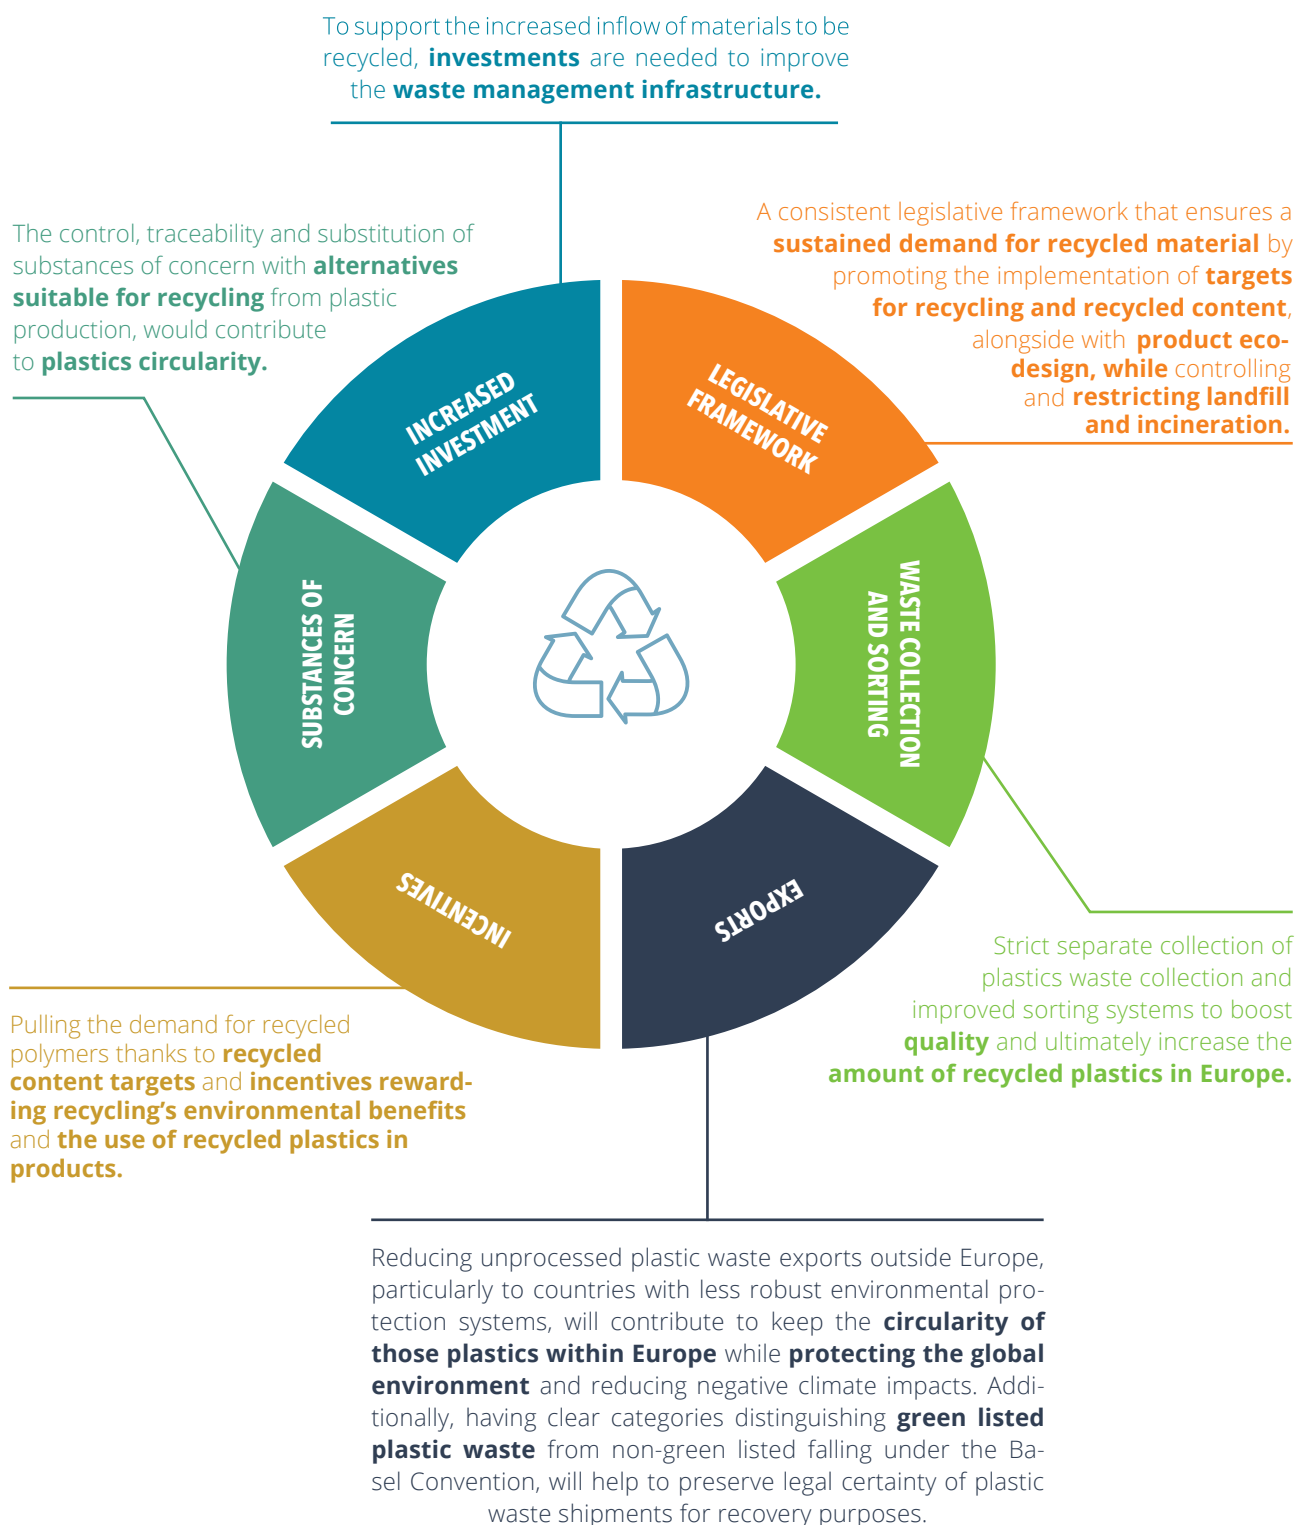 To support the increased inflow of materials to be
recycled, investments are needed to improve
the waste management infrastructure.
A consistent legislative framework that ensures a
sustained demand for recycled material by
promoting the implementation of targets
for recycling and recycled content,
alongside with product eco-
design, while controlling
and restricting landfill
and incineration.
The control, traceability and substitution of
substances of concern with alternatives
suitable for recycling from plastic
production, would contribute
to plastics circularity.
INCREASED
INVESTMENT
LEGISLATIVE
FRAMEWORK
SUBSTANCES OF
CONCERN
WASTE COLLECTION
AND SORTING
INCENTIVES
EXPORTS
Strict separate collection of
plastics waste collection and
improved sorting systems to boost
quality and ultimately increase the
amount of recycled plastics in Europe.
Pulling the demand for recycled
polymers thanks to recycled
content targets and incentives reward-
ing recycling’s environmental benefits
and the use of recycled plastics in
products.
Reducing unprocessed plastic waste exports outside Europe,
particularly to countries with less robust environmental pro-
tection systems, will contribute to keep the circularity of
those plastics within Europe while protecting the global
environment and reducing negative climate impacts. Addi-
tionally, having clear categories distinguishing green listed
plastic waste from non-green listed falling under the Ba-
sel Convention, will help to preserve legal certainty of plastic
waste shipments for recovery purposes.